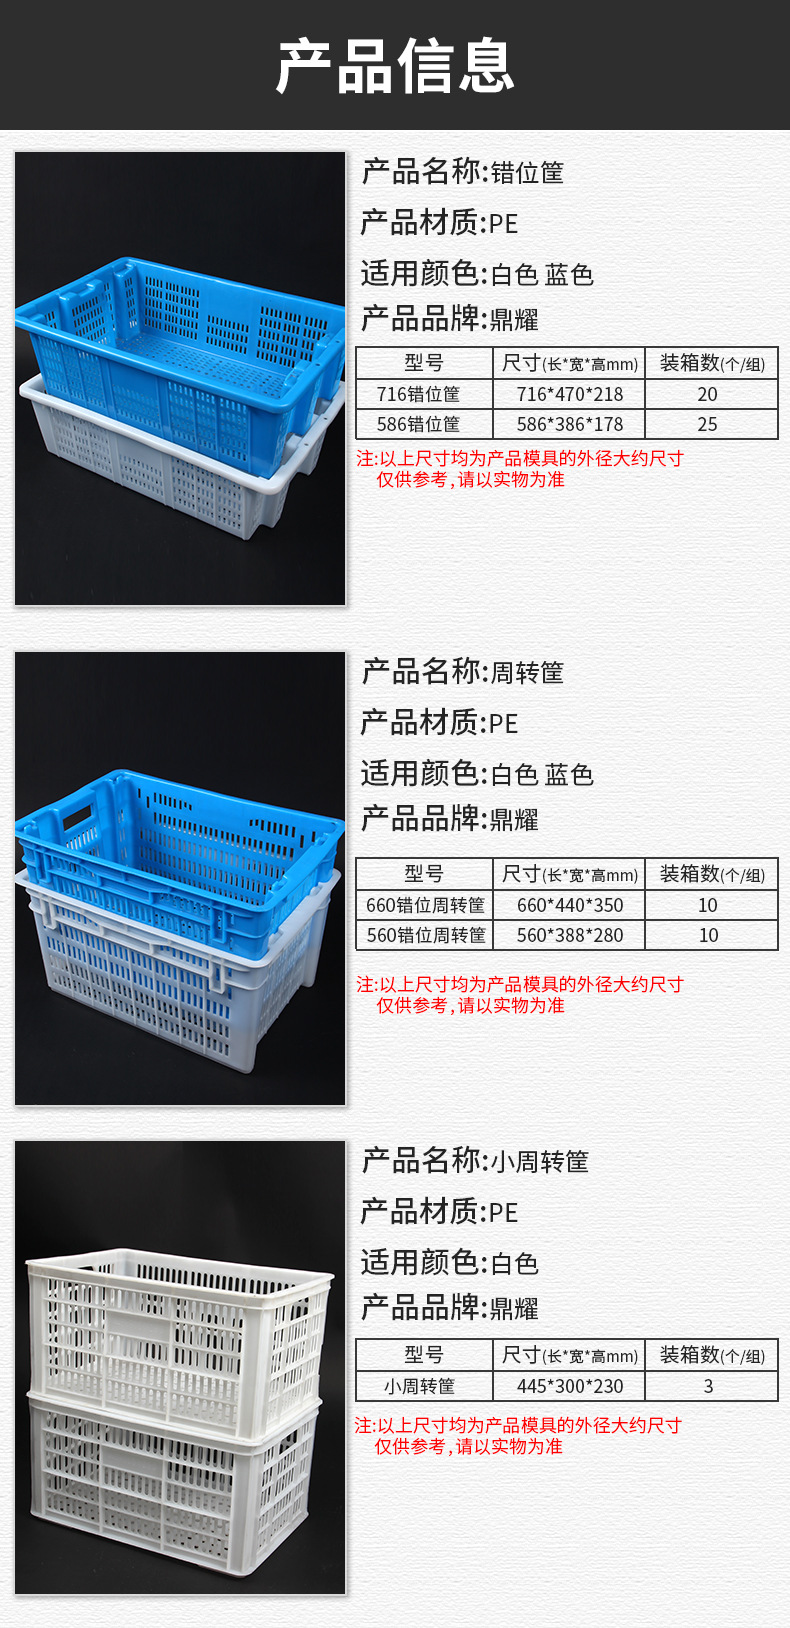 产品信息
产品名称:错位筐
产品材质:PE
适用颜色:白色 蓝色
产品品牌:鼎耀
型号 尺寸(长*宽*高mm) 装箱数(个/组)
716错位筐 716*470*218 20
586错位筐 586*386*178 25
注:以上尺寸均为产品模具的外径大约尺寸
仅供参考,请以实物为准
产品名称:周转筐
产品材质:PE
适用颜色:白色 蓝色
产品品牌:鼎耀
型号 尺寸(长*宽*高mm) 装箱数(个/组)
660错位周转筐 660*440*350 10
560错位周转筐 560*388*280 10
注:以上尺寸均为产品模具的外径大约尺寸
仅供参考,请以实物为准
产品名称:小周转筐
产品材质:PE
适用颜色:白色
产品品牌:鼎耀
型号 尺寸(长*宽*高mm) 装箱数(个/组)
小周转筐 445*300*230 3
注:以上尺寸均为产品模具的外径大约尺寸
仅供参考,请以实物为准